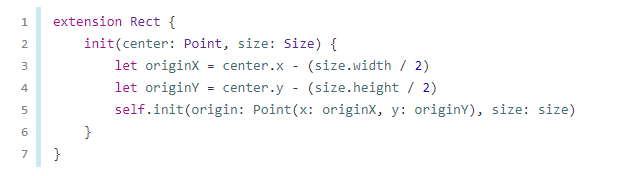 1 extension Rect {
2     init(center: Point, size: Size) {
3         let originX = center.x - (size.width / 2)
4         let originY = center.y - (size.height / 2)
5         self.init(origin: Point(x: originX, y: originY), size: size)
6     }
7 }